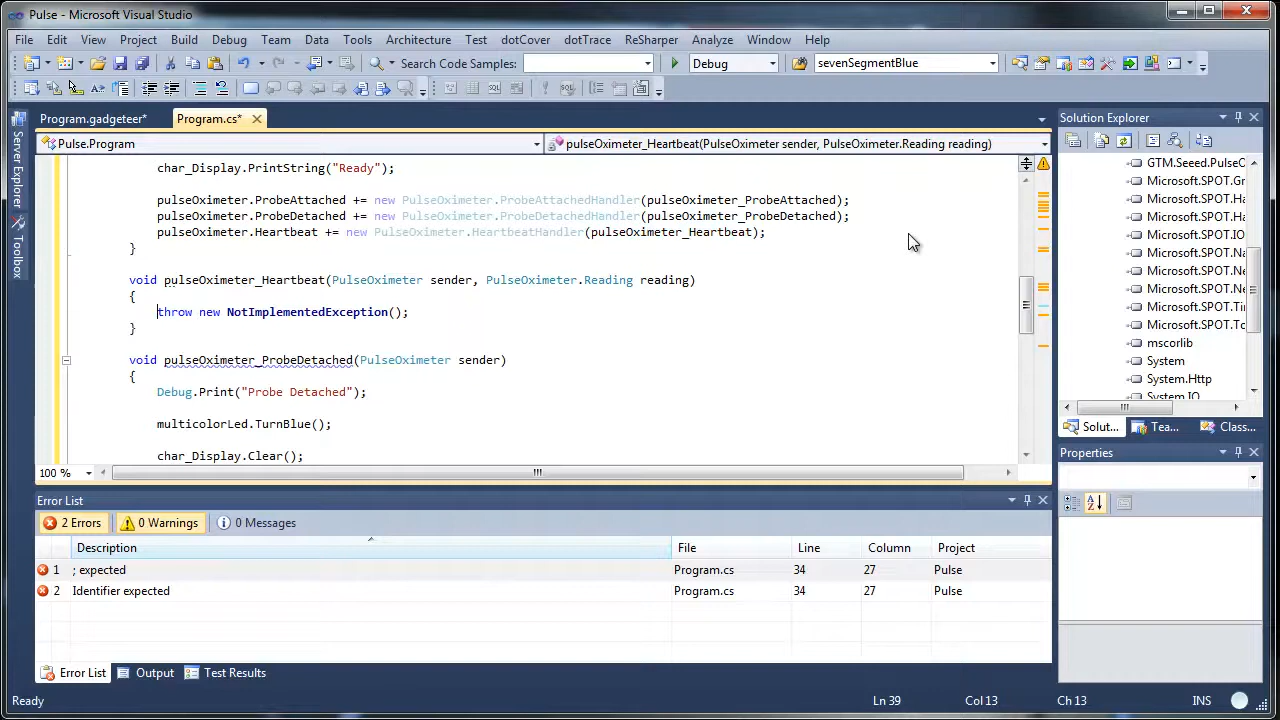 Pulse - Microsoft Visual Studio
File Edit View Project Build Debug Team Data Tools Architecture Test dotCover dotTrace ReSharper Analyze Window Help
Search Code Samples: Debug sevenSegmentBlue
Server Explorer
Toolbox
Program.gadgeteer* Program.cs*
Pulse.Program pulseOximeter_Heartbeat(PulseOximeter sender, PulseOximeter.Reading reading)
char_Display.PrintString("Ready");
pulseOximeter.ProbeAttached += new PulseOximeter.ProbeAttachedHandler(pulseOximeter_ProbeAttached);
pulseOximeter.ProbeDetached += new PulseOximeter.ProbeDetachedHandler(pulseOximeter_ProbeDetached);
pulseOximeter.Heartbeat += new PulseOximeter.HeartbeatHandler(pulseOximeter_Heartbeat);
}
void pulseOximeter_Heartbeat(PulseOximeter sender, PulseOximeter.Reading reading)
{
throw new NotImplementedException();
}
void pulseOximeter_ProbeDetached(PulseOximeter sender)
{
Debug.Print("Probe Detached");
multicolorLed.TurnBlue();
char_Display.Clear();
100 %
Solution Explorer
GTM.Seeed.PulseO
Microsoft.SPOT.Gr
Microsoft.SPOT.Ha
Microsoft.SPOT.Ha
Microsoft.SPOT.IO
Microsoft.SPOT.Na
Microsoft.SPOT.Ne
Microsoft.SPOT.Ne
Microsoft.SPOT.Tir
Microsoft.SPOT.Tc
mscorlib
System
System.Http
System.IO
Solut... Tea... Class...
Properties
Error List
2 Errors 0 Warnings 0 Messages
Description File Line Column Project
1 ; expected Program.cs 34 27 Pulse
2 Identifier expected Program.cs 34 27 Pulse
Error List Output Test Results
Ready Ln 39 Col 13 Ch 13 INS